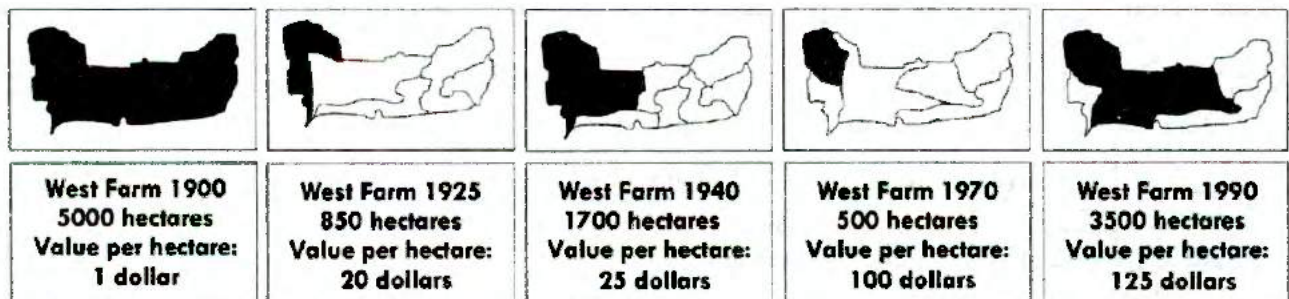 West Farm 1900
5000 hectares
Value per hectare:
1 dollar
West Farm 1925
850 hectares
Value per hectare:
20 dollars
West Farm 1940
1700 hectares
Value per hectare:
25 dollars
West Farm 1970
500 hectares
Value per hectare:
100 dollars
West Farm 1990
3500 hectares
Value per hectare:
125 dollars